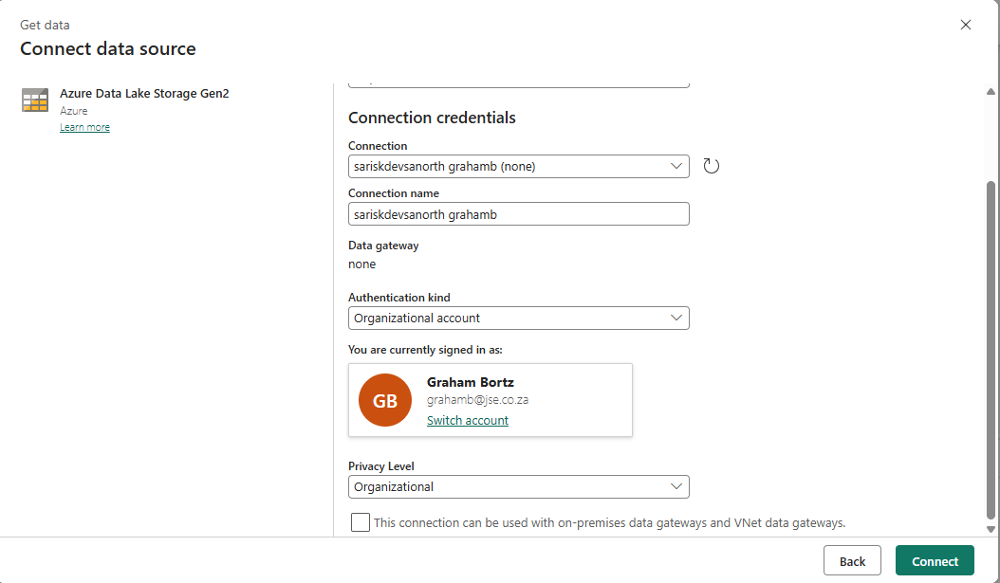 Get data
Connect data source
Azure Data Lake Storage Gen2
Azure
Learn more
Connection credentials
Connection
sariskdevsanorth grahamb (none)
Connection name
sariskdevsanorth grahamb
Data gateway
none
Authentication kind
Organizational account
You are currently signed in as:
GB
Graham Bortz
grahamb@jse.co.za
Switch account
Privacy Level
Organizational
This connection can be used with on-premises data gateways and VNet data gateways.
Back
Connect